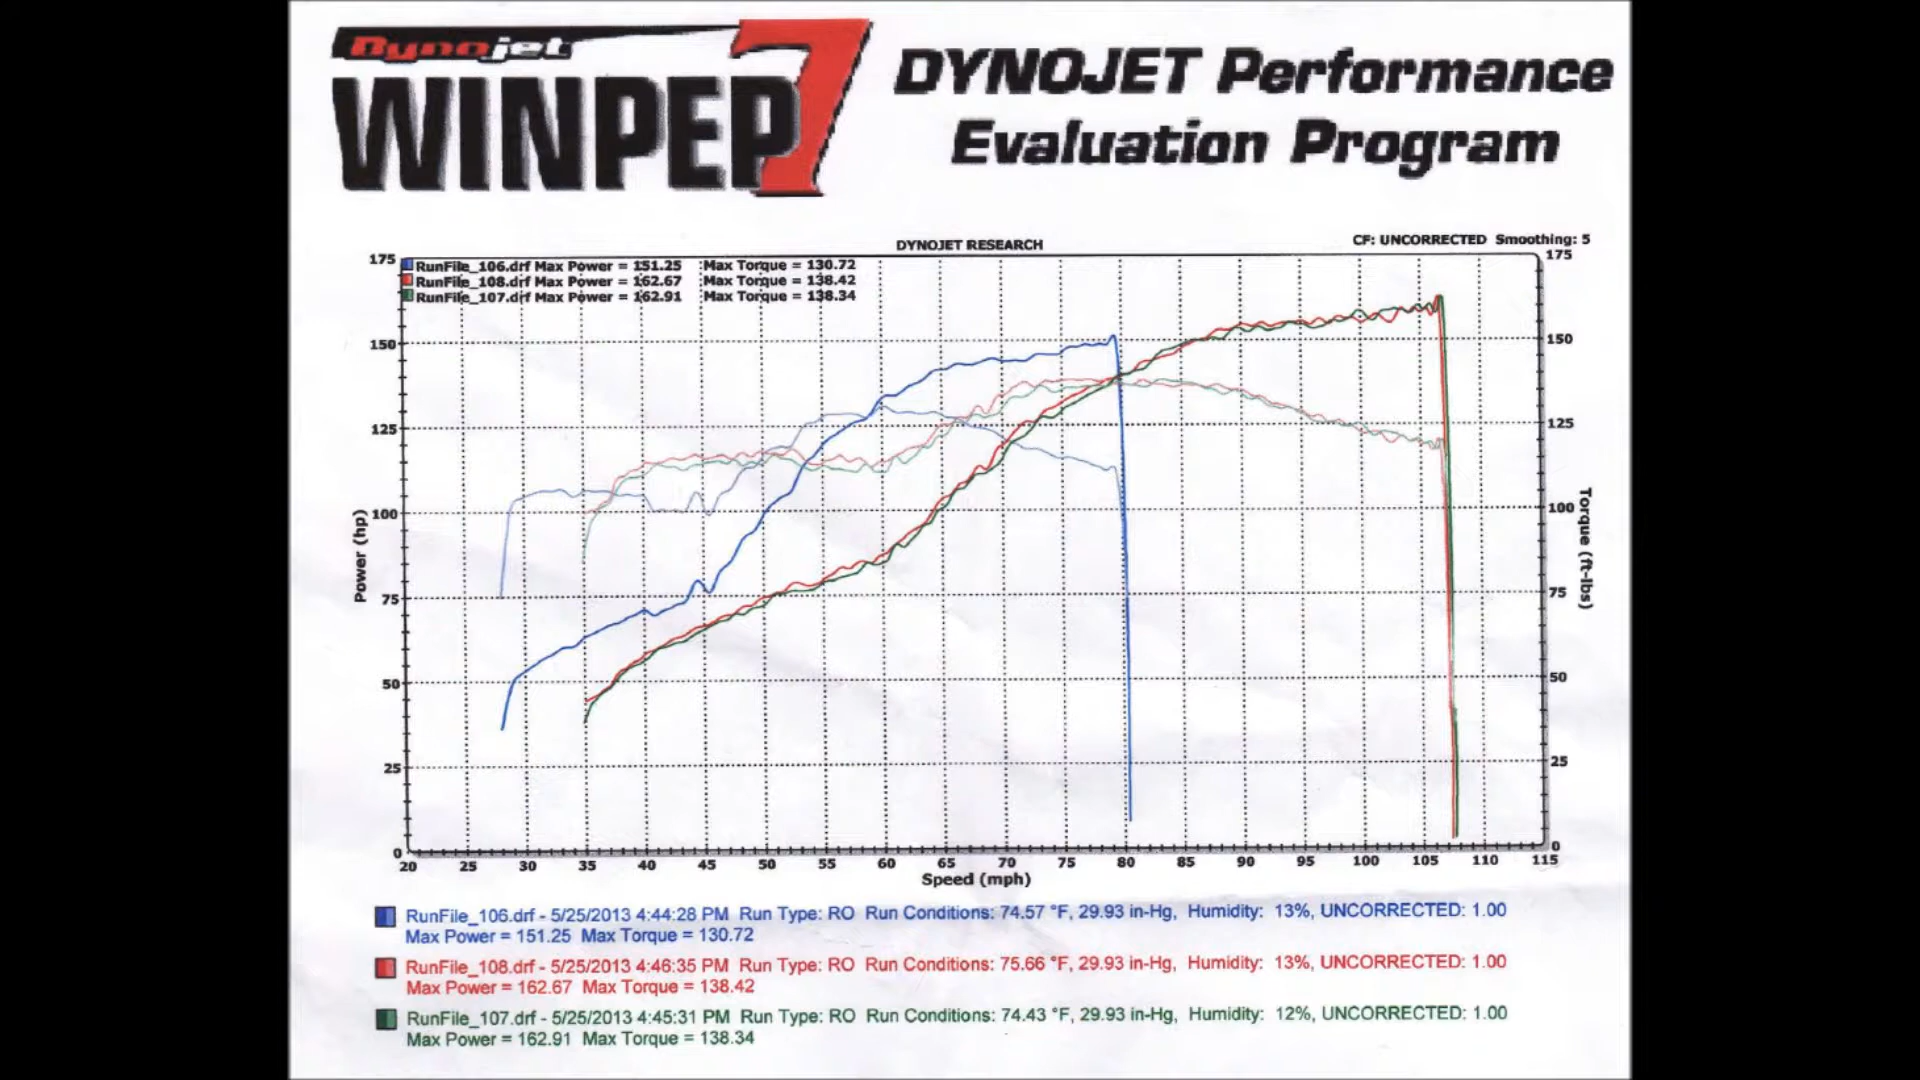 Dynojet
WINPEP7
DYNOJET Performance
Evaluation Program
DYNOJET RESEARCH
CF: UNCORRECTED Smoothing: 5
RunFile_106.drf Max Power = 151.25 Max Torque = 130.72
RunFile_108.drf Max Power = 162.67 Max Torque = 138.42
RunFile_107.drf Max Power = 162.91 Max Torque = 138.34
175
150
125
100
75
50
25
0
Power (hp)
175
150
125
100
75
50
25
0
Torque (ft-lbs)
20 25 30 35 40 45 50 55 60 65 70 75 80 85 90 95 100 105 110 115
Speed (mph)
RunFile_106.drf - 5/25/2013 4:44:28 PM Run Type: RO Run Conditions: 74.57 °F, 29.93 in-Hg, Humidity: 13%, UNCORRECTED: 1.00
Max Power = 151.25 Max Torque = 130.72
RunFile_108.drf - 5/25/2013 4:46:35 PM Run Type: RO Run Conditions: 75.66 °F, 29.93 in-Hg, Humidity: 13%, UNCORRECTED: 1.00
Max Power = 162.67 Max Torque = 138.42
RunFile_107.drf - 5/25/2013 4:45:31 PM Run Type: RO Run Conditions: 74.43 °F, 29.93 in-Hg, Humidity: 12%, UNCORRECTED: 1.00
Max Power = 162.91 Max Torque = 138.34